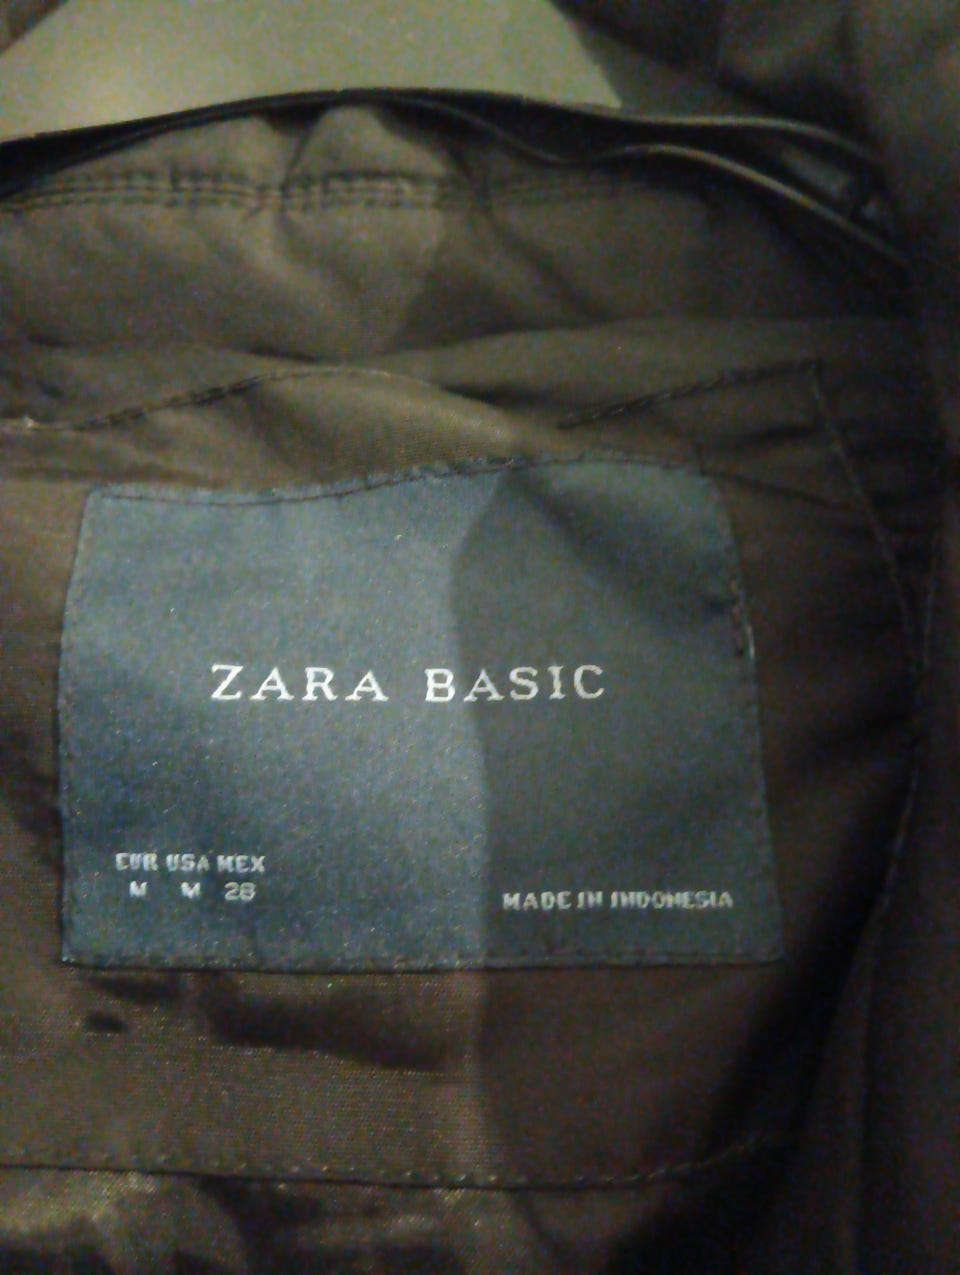 ZARA BASIC
EUR USA MEX
M M 28
MADE IN INDONESIA